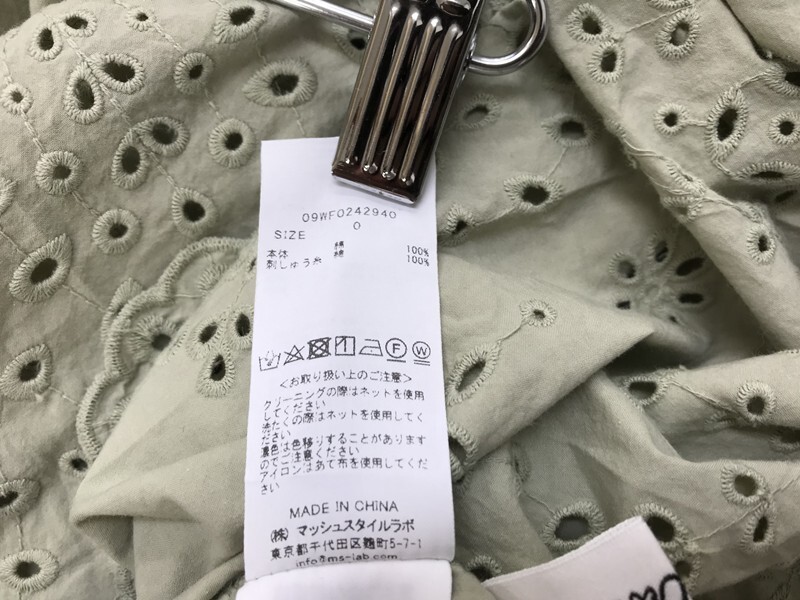 09WFO242940
SIZE 0
本体 綿 100%
刺しゅう糸 綿 100%
F W
<お取り扱い上のご注意>
クリーニングの際はネットを使用
してください
洗たくの際はネットを使用してく
ださい
濃色は色移りすることがあります
のでご注意ください
アイロンはあて布を使用してくだ
さい
MADE IN CHINA
(株) マッシュスタイルラボ
東京都千代田区麹町5-7-1
info@ms-lab.com